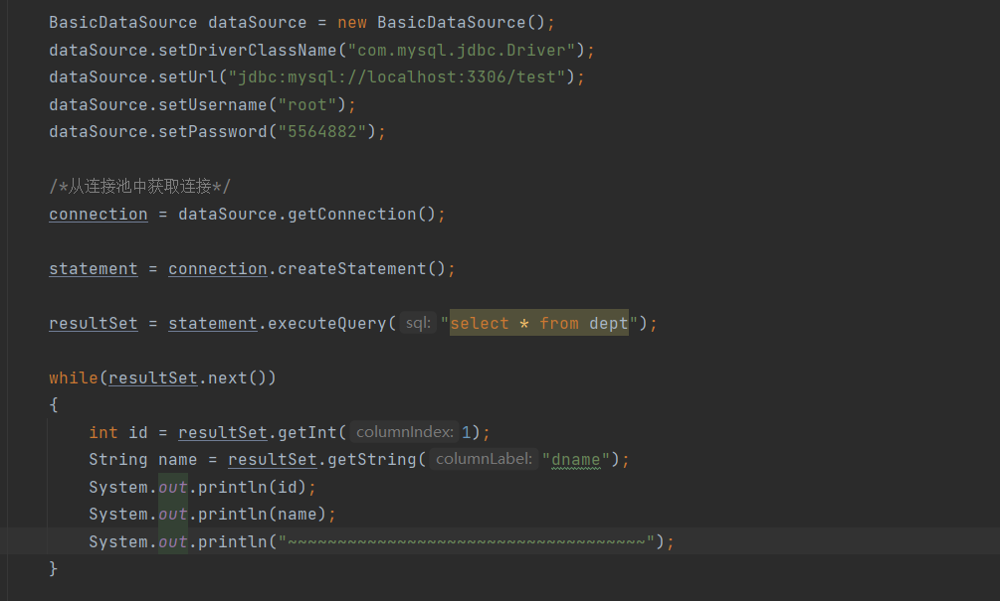 BasicDataSource dataSource = new BasicDataSource();
dataSource.setDriverClassName("com.mysql.jdbc.Driver");
dataSource.setUrl("jdbc:mysql://localhost:3306/test");
dataSource.setUsername("root");
dataSource.setPassword("5564882");
/*从连接池中获取连接*/
connection = dataSource.getConnection();
statement = connection.createStatement();
resultSet = statement.executeQuery( sql: "select * from dept");
while(resultSet.next())
{
int id = resultSet.getInt( columnIndex: 1);
String name = resultSet.getString( columnLabel: "dname");
System.out.println(id);
System.out.println(name);
System.out.println("~~~~~~~~~~~~~~~~~~~~~~~~~~~~~~~~~~~~");
}